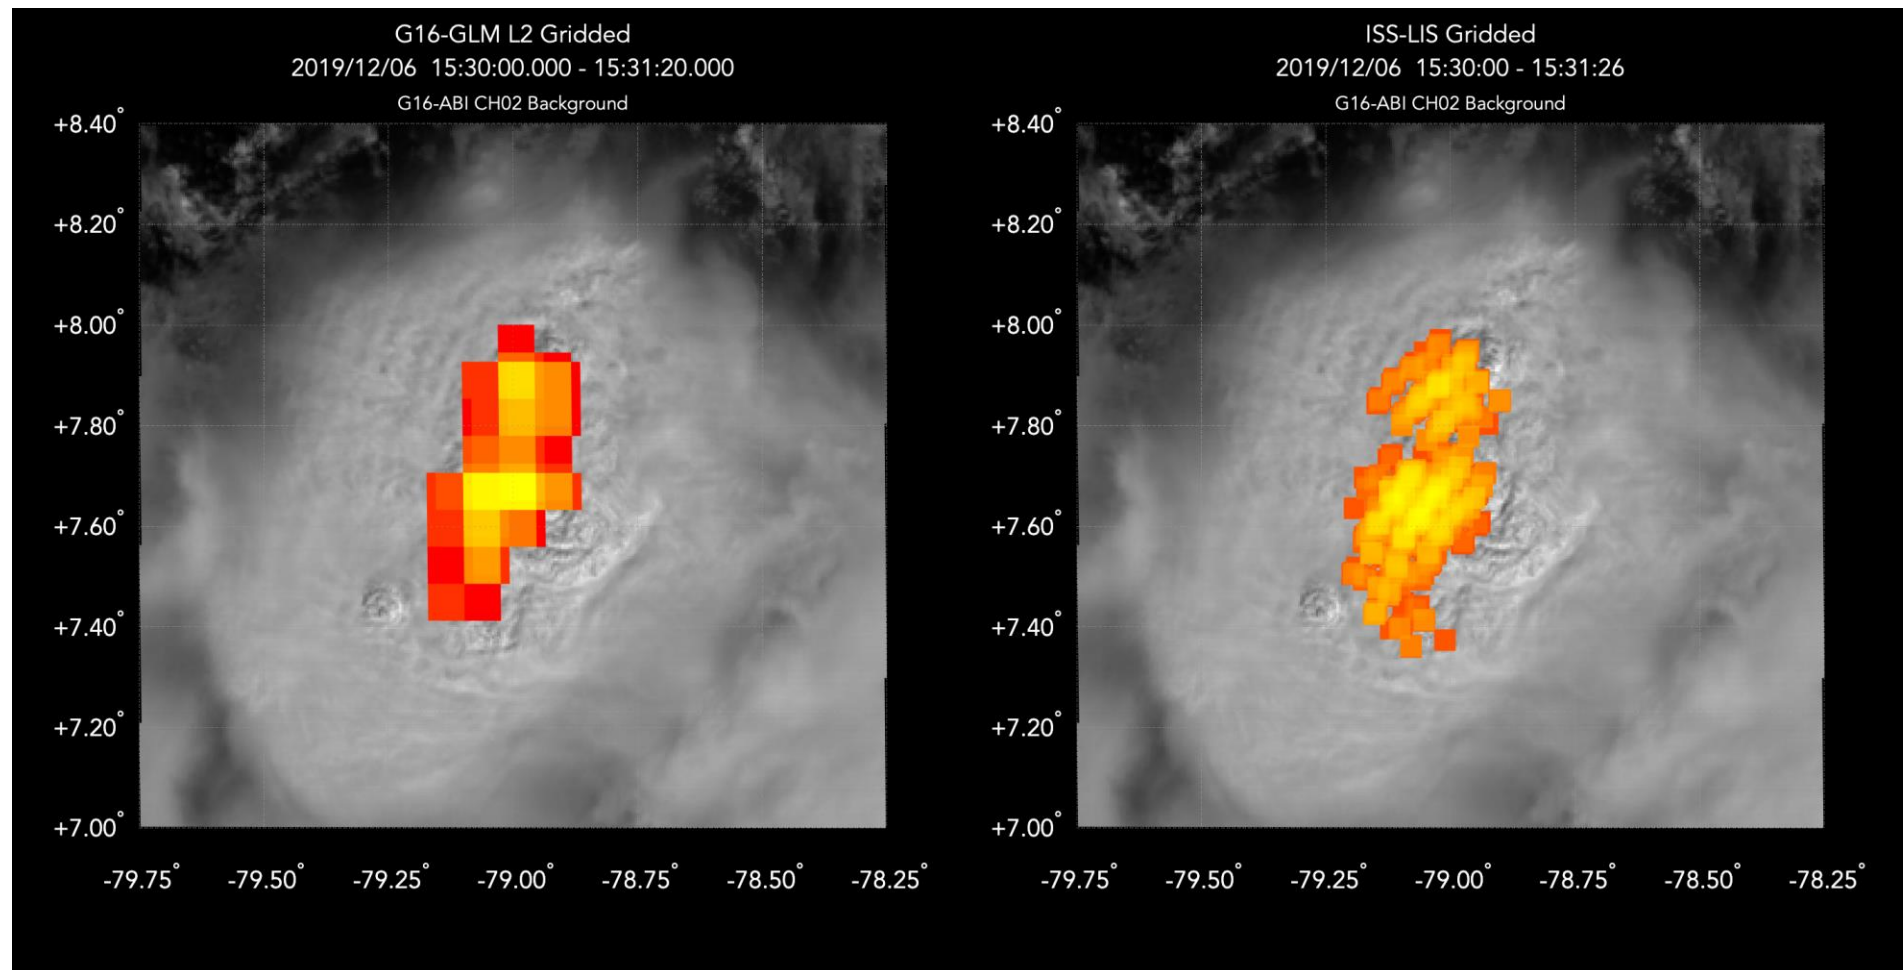 G16-GLM L2 Gridded
2019/12/06 15:30:00.000 - 15:31:20.000
G16-ABI CH02 Background
+8.40°
+8.20°
+8.00°
+7.80°
+7.60°
+7.40°
+7.20°
+7.00°
-79.75° -79.50° -79.25° -79.00° -78.75° -78.50° -78.25°
ISS-LIS Gridded
2019/12/06 15:30:00 - 15:31:26
G16-ABI CH02 Background
+8.40°
+8.20°
+8.00°
+7.80°
+7.60°
+7.40°
+7.20°
+7.00°
-79.75° -79.50° -79.25° -79.00° -78.75° -78.50° -78.25°